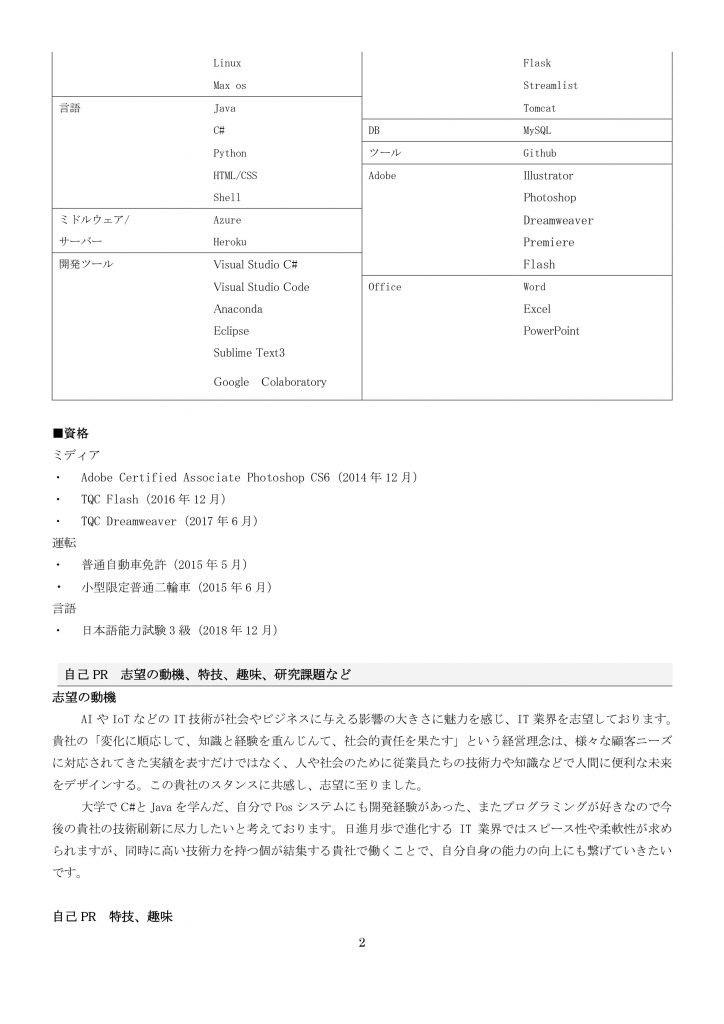 Linux
Max os
言語 Java
C#
Python
HTML/CSS
Shell
ミドルウェア/ Azure
サーバー Heroku
開発ツール Visual Studio C#
Visual Studio Code
Anaconda
Eclipse
Sublime Text3
Google Colaboratory
Flask
Streamlist
Tomcat
DB MySQL
ツール Github
Adobe Illustrator
Photoshop
Dreamweaver
Premiere
Flash
Office Word
Excel
PowerPoint
■資格
ミディア
・ Adobe Certified Associate Photoshop CS6（2014 年 12 月）
・ TQC Flash（2016 年 12 月）
・ TQC Dreamweaver（2017 年 6 月）
運転
・ 普通自動車免許（2015 年 5 月）
・ 小型限定普通二輪車（2015 年 6 月）
言語
・ 日本語能力試験 3 級（2018 年 12 月）
自己 PR 志望の動機、特技、趣味、研究課題など
志望の動機
AI や IoT などの IT 技術が社会やビジネスに与える影響の大きさに魅力を感じ、IT 業界を志望しております。
貴社の「変化に順応して、知識と経験を重んじんて、社会的責任を果たす」という経営理念は、様々な顧客ニーズ
に対応されてきた実績を表すだけではなく、人や社会のために従業員たちの技術力や知識などで人間に便利な未来
をデザインする。この貴社のスタンスに共感し、志望に至りました。
大学で C#と Java を学んだ、自分で Pos システムにも開発経験があった、またプログラミングが好きなので今
後の貴社の技術刷新に尽力したいと考えております。日進月歩で進化する IT 業界ではスピース性や柔軟性が求め
られますが、同時に高い技術力を持つ個が結集する貴社で働くことで、自分自身の能力の向上にも繋げていきたい
です。
自己 PR 特技、趣味
2